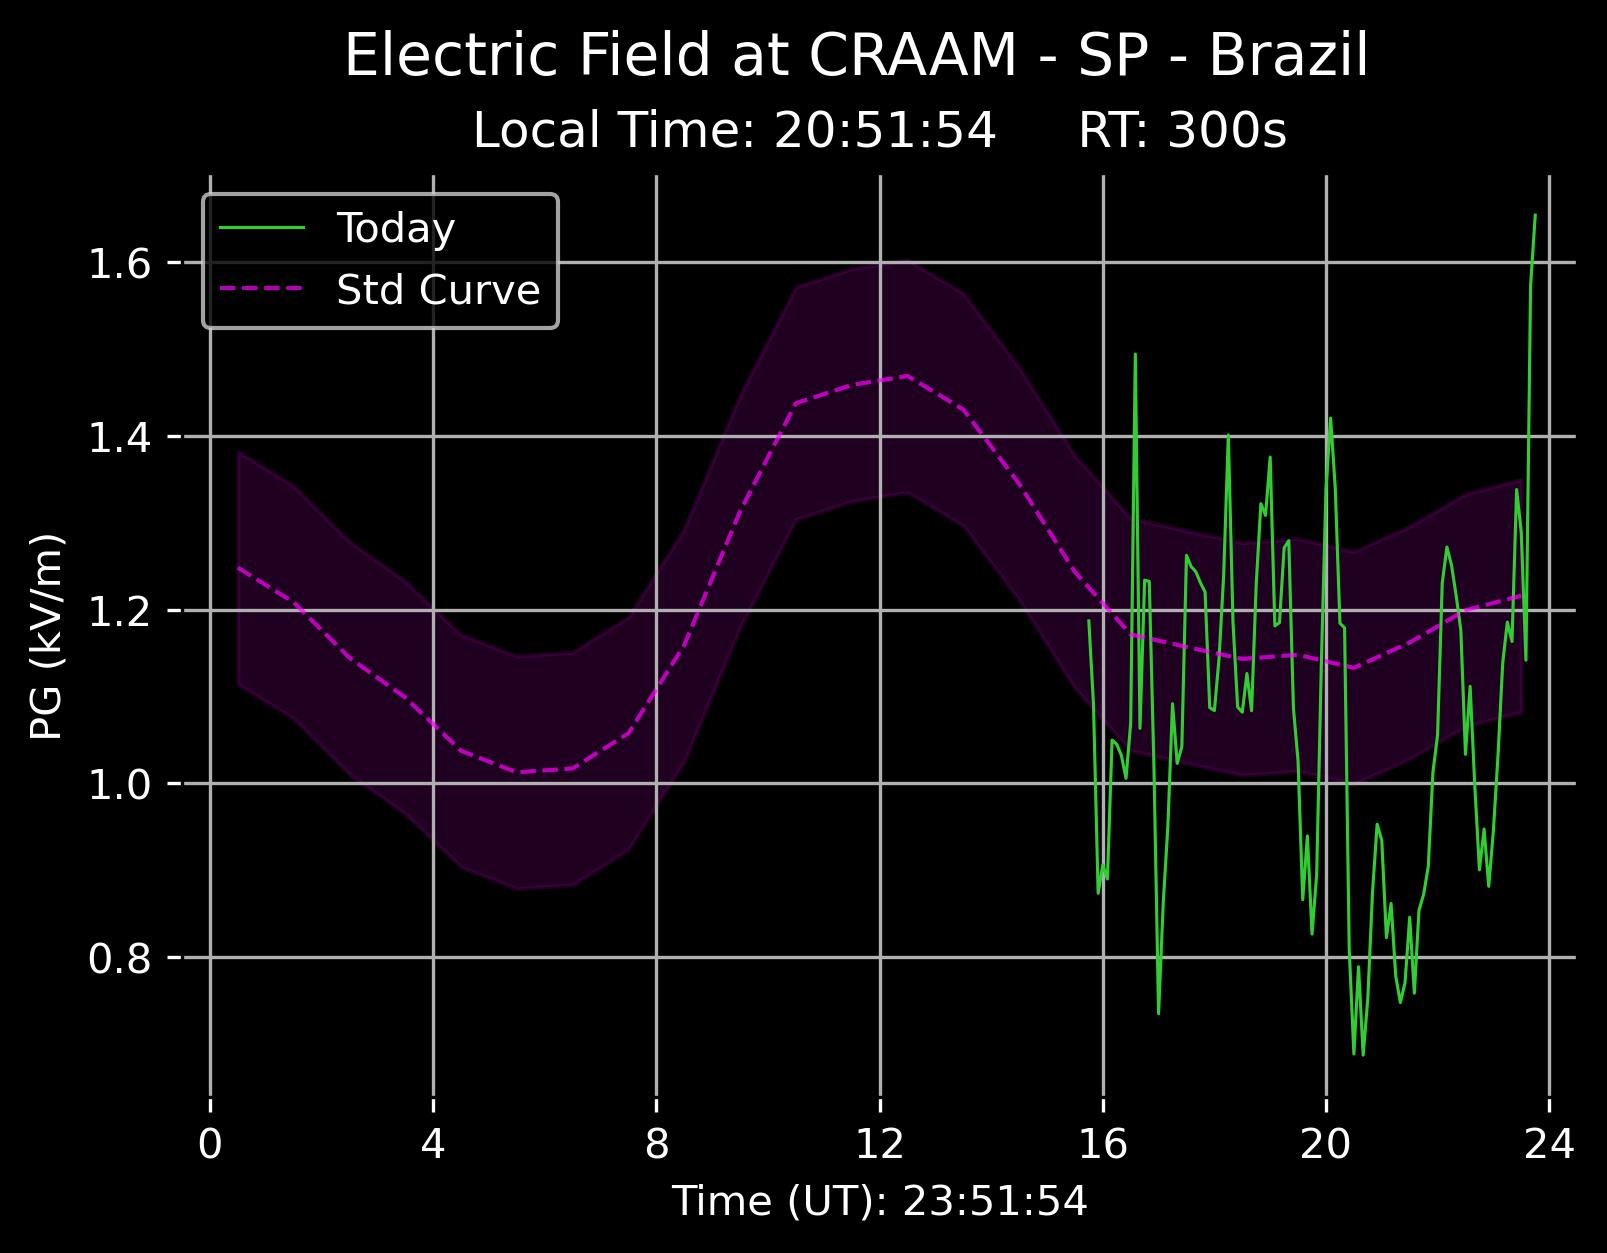 Electric Field at CRAAM - SP - Brazil
Local Time: 20:51:54 RT: 300s
Today
Std Curve
1.6
1.4
1.2
1.0
0.8
PG (kV/m)
0 4 8 12 16 20 24
Time (UT): 23:51:54